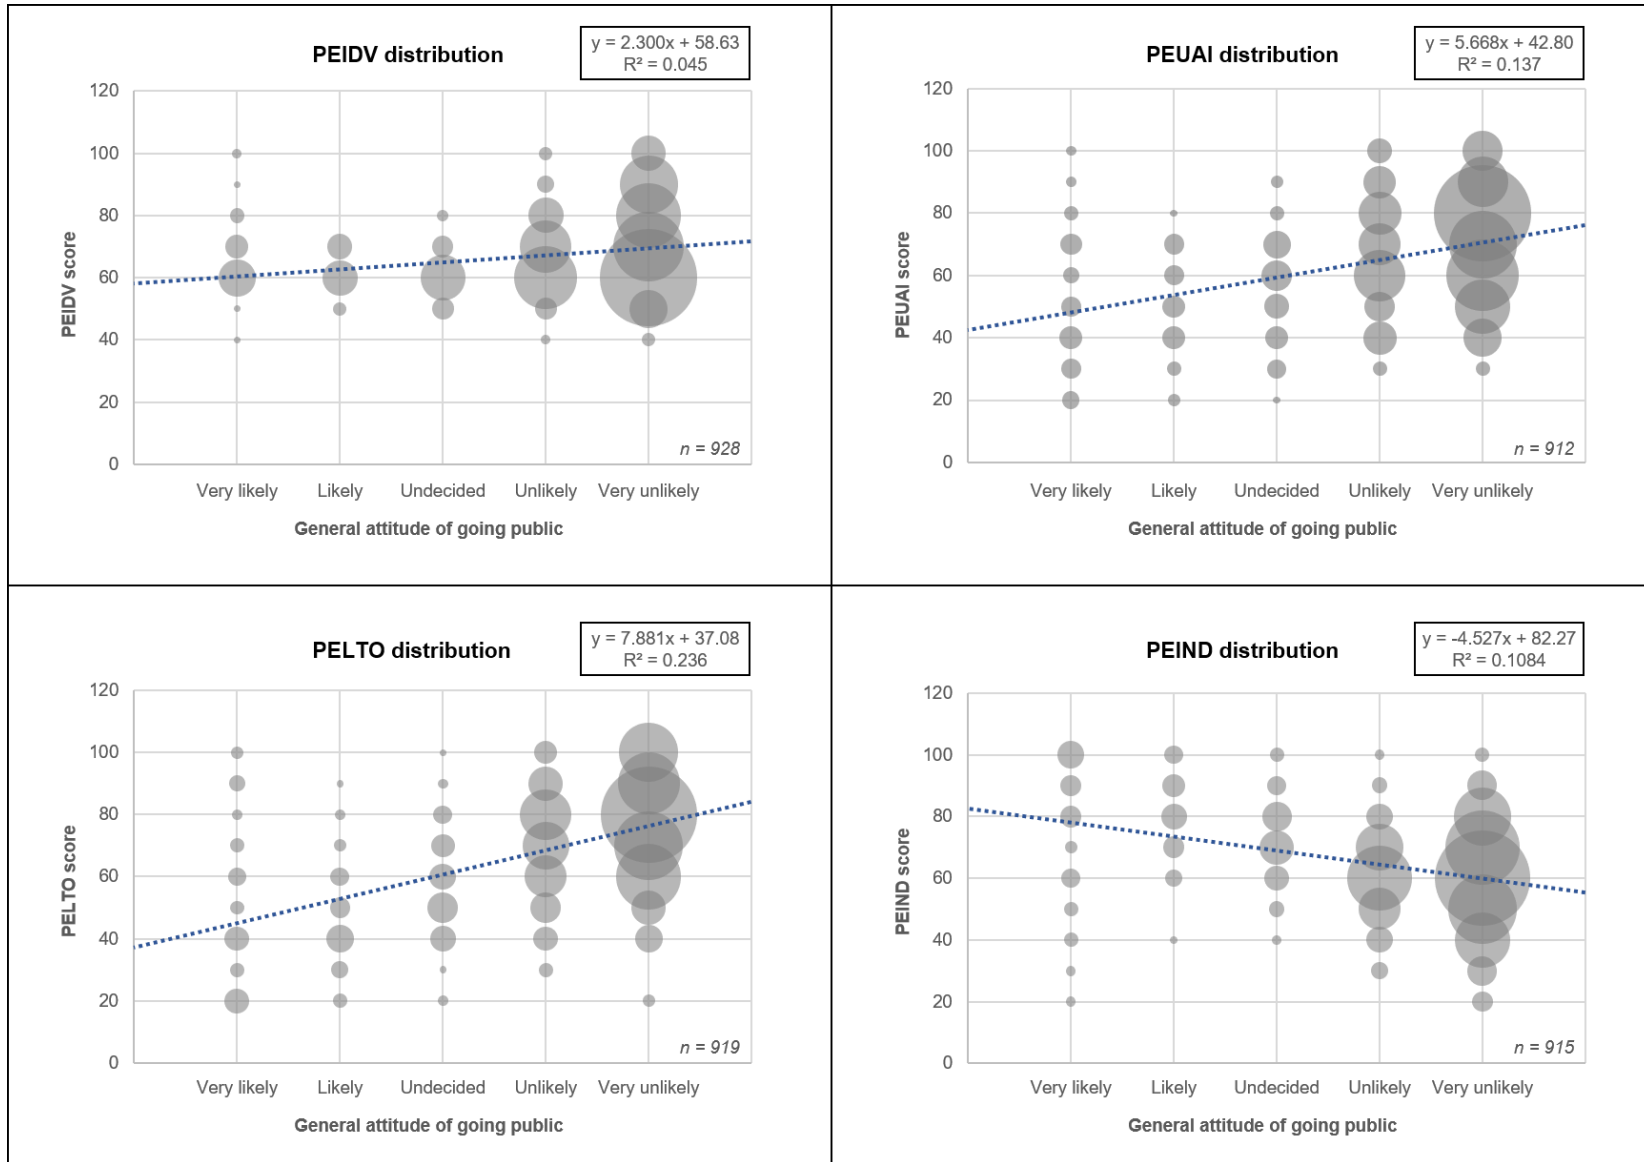 PEIDV distribution
y = 2.300x + 58.63
R² = 0.045
120
100
80
60
40
20
0
PEIDV score
n = 928
Very likely Likely Undecided Unlikely Very unlikely
General attitude of going public
PEUAI distribution
y = 5.668x + 42.80
R² = 0.137
120
100
80
60
40
20
0
PEUAI score
n = 912
Very likely Likely Undecided Unlikely Very unlikely
General attitude of going public
PELTO distribution
y = 7.881x + 37.08
R² = 0.236
120
100
80
60
40
20
0
PELTO score
n = 919
Very likely Likely Undecided Unlikely Very unlikely
General attitude of going public
PEIND distribution
y = -4.527x + 82.27
R² = 0.1084
120
100
80
60
40
20
0
PEIND score
n = 915
Very likely Likely Undecided Unlikely Very unlikely
General attitude of going public